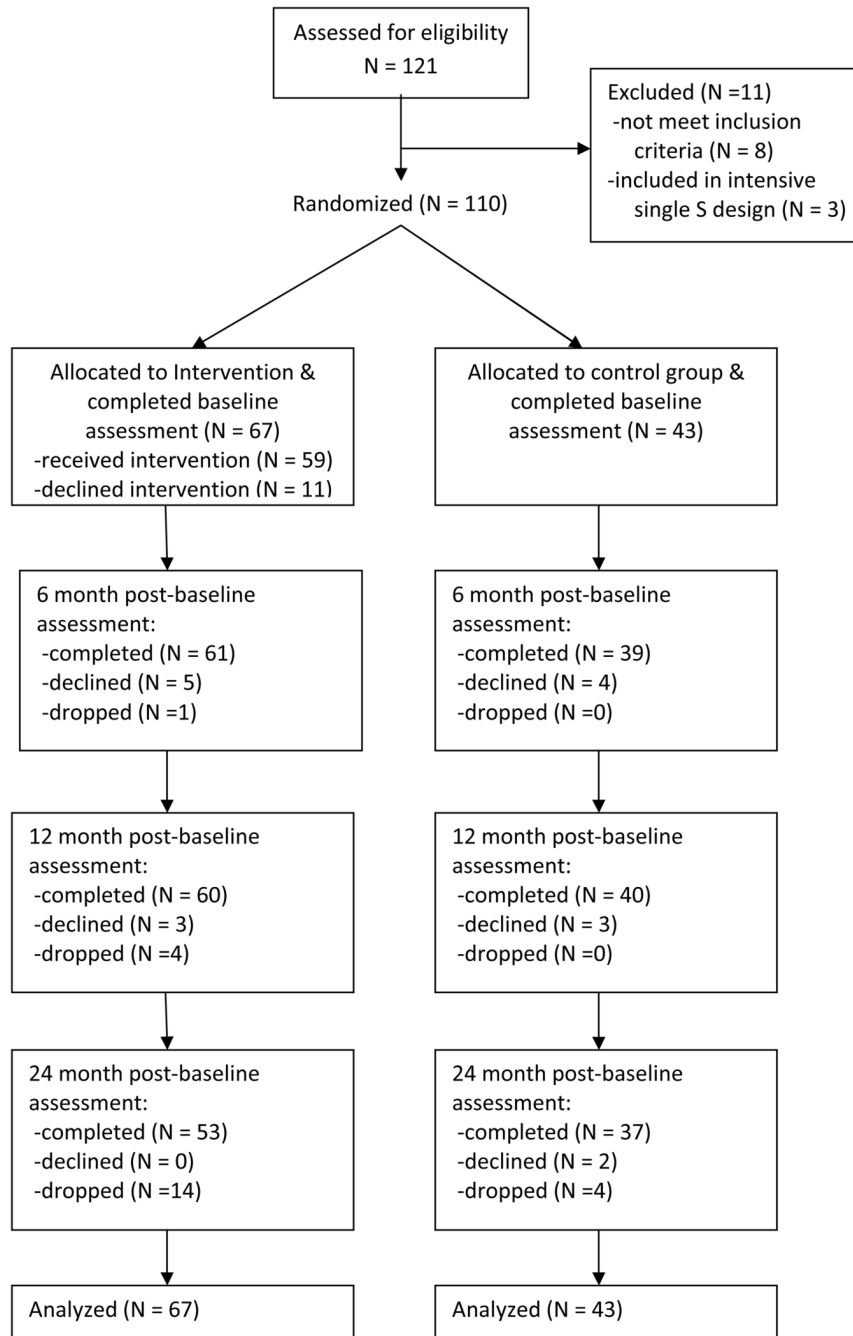 Assessed for eligibility
N = 121
Excluded (N =11)
-not meet inclusion
criteria (N = 8)
-included in intensive
single S design (N = 3)
Randomized (N = 110)
Allocated to Intervention &
completed baseline
assessment (N = 67)
-received intervention (N = 59)
-declined intervention (N = 11)
Allocated to control group &
completed baseline
assessment (N = 43)
6 month post-baseline
assessment:
-completed (N = 61)
-declined (N = 5)
-dropped (N =1)
6 month post-baseline
assessment:
-completed (N = 39)
-declined (N = 4)
-dropped (N =0)
12 month post-baseline
assessment:
-completed (N = 60)
-declined (N = 3)
-dropped (N =4)
12 month post-baseline
assessment:
-completed (N = 40)
-declined (N = 3)
-dropped (N =0)
24 month post-baseline
assessment:
-completed (N = 53)
-declined (N = 0)
-dropped (N =14)
24 month post-baseline
assessment:
-completed (N = 37)
-declined (N = 2)
-dropped (N =4)
Analyzed (N = 67)
Analyzed (N = 43)